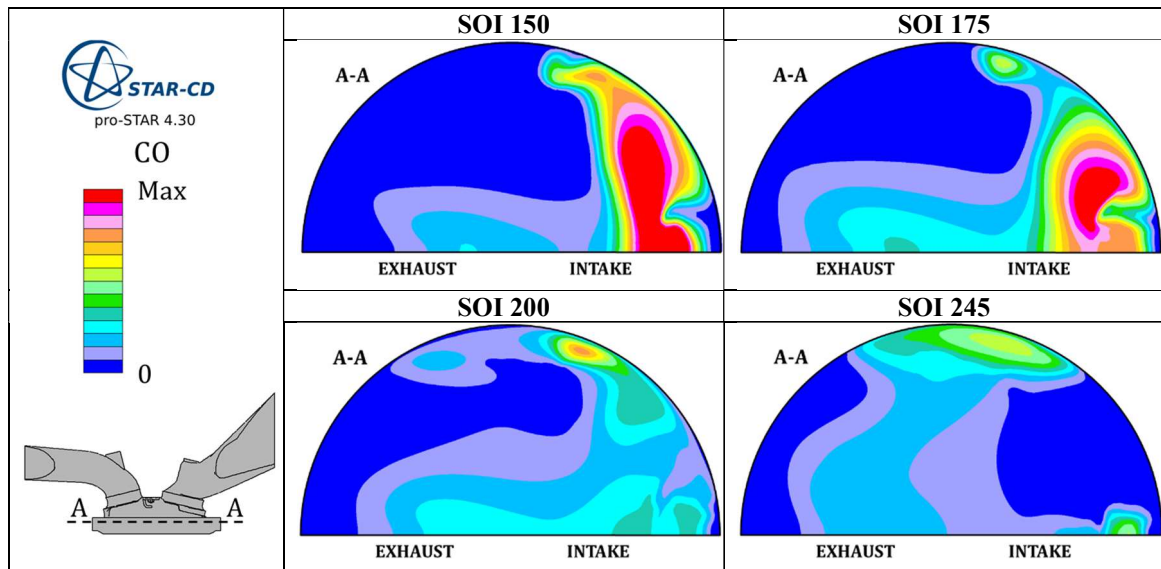 STAR-CD
pro-STAR 4.30
CO
Max
0
A A
SOI 150
A-A
EXHAUST INTAKE
SOI 175
A-A
EXHAUST INTAKE
SOI 200
A-A
EXHAUST INTAKE
SOI 245
A-A
EXHAUST INTAKE